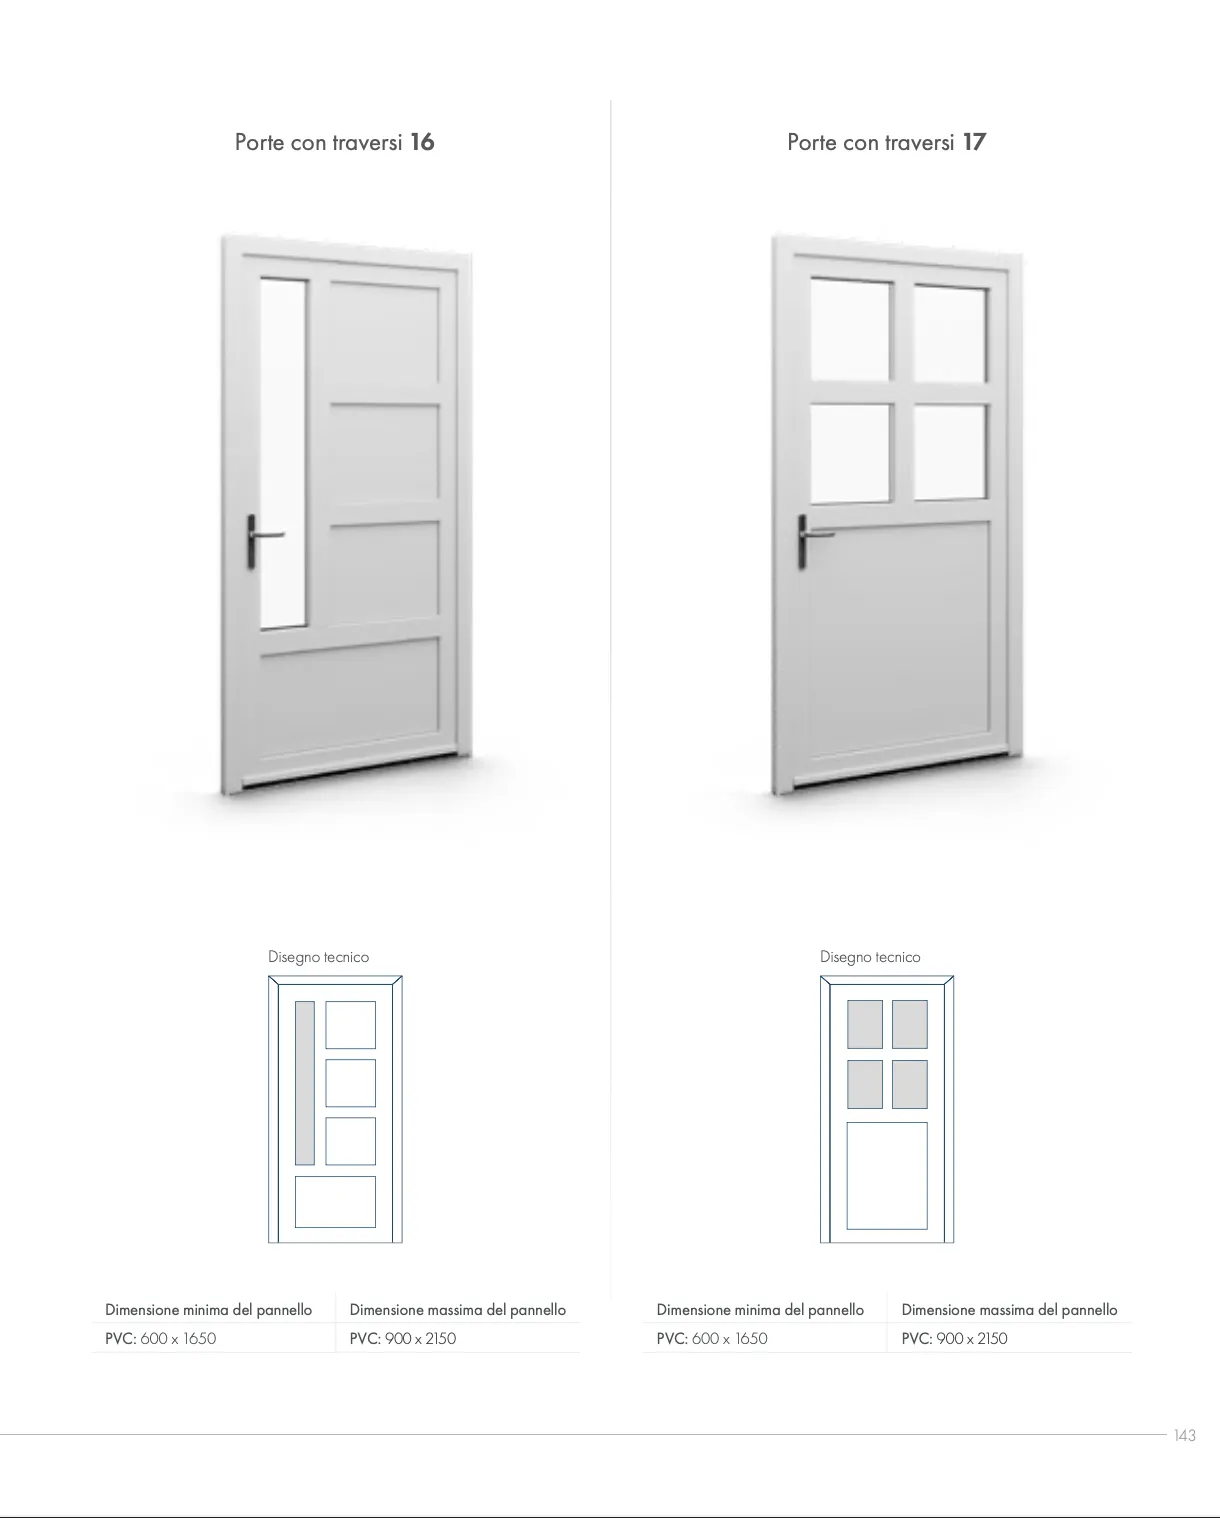 Porte con traversi 16
Disegno tecnico
Dimensione minima del pannello
Dimensione massima del pannello
PVC: 600 x 1650
PVC: 900 x 2150
Porte con traversi 17
Disegno tecnico
Dimensione minima del pannello
Dimensione massima del pannello
PVC: 600 x 1650
PVC: 900 x 2150
143